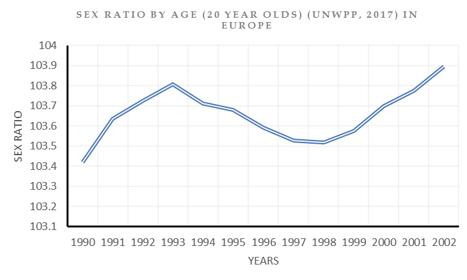 SEX RATIO BY AGE (20 YEAR OLDS) (UNWPP, 2017) IN
EUROPE
104
103.9
103.8
103.7
103.6
103.5
103.4
103.3
103.2
103.1
SEX RATIO
1990 1991 1992 1993 1994 1995 1996 1997 1998 1999 2000 2001 2002
YEARS